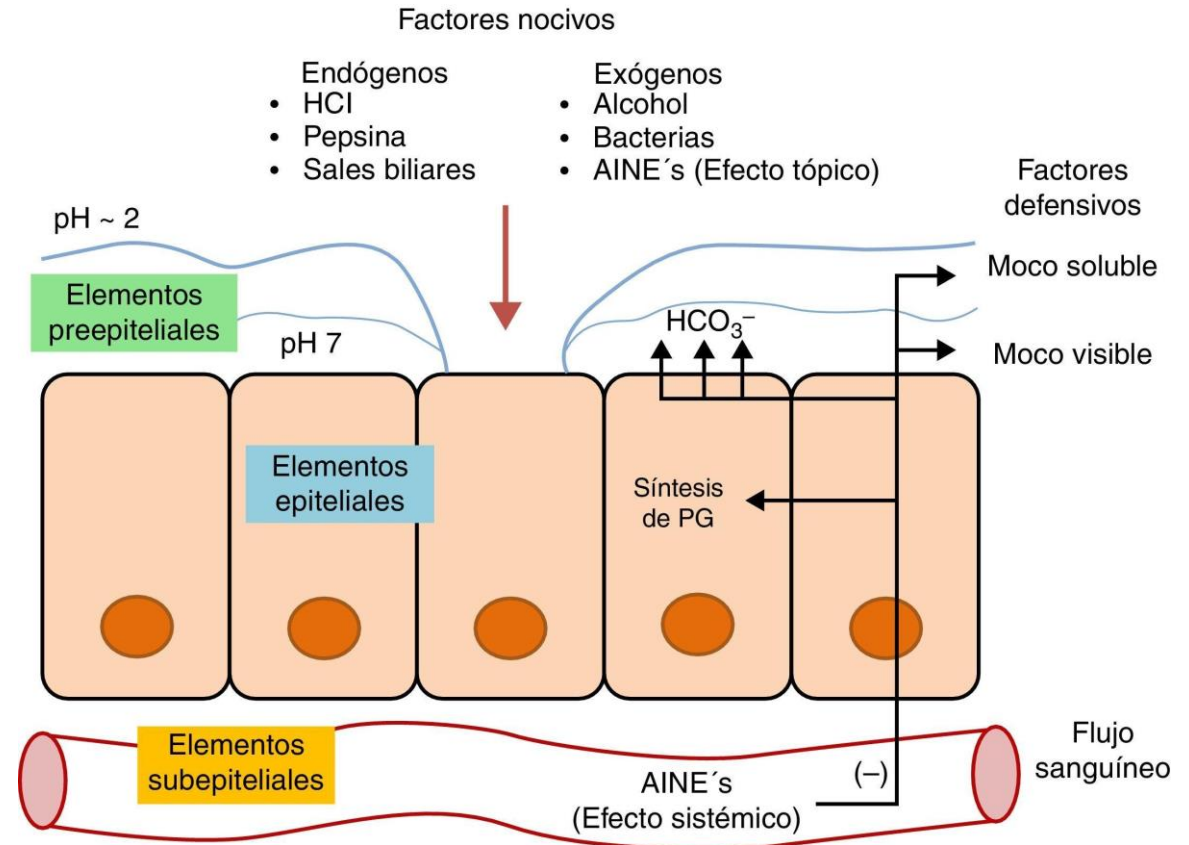 Factores nocivos
Endógenos
• HCl
• Pepsina
• Sales biliares
Exógenos
• Alcohol
• Bacterias
• AINE´s (Efecto tópico)
Factores
defensivos
pH ~ 2
Moco soluble
Elementos
preepiteliales
HCO₃⁻
pH 7
Moco visible
Elementos
epiteliales
Síntesis
de PG
Elementos
subepiteliales
AINE´s
(Efecto sistémico)
(–)
Flujo
sanguíneo